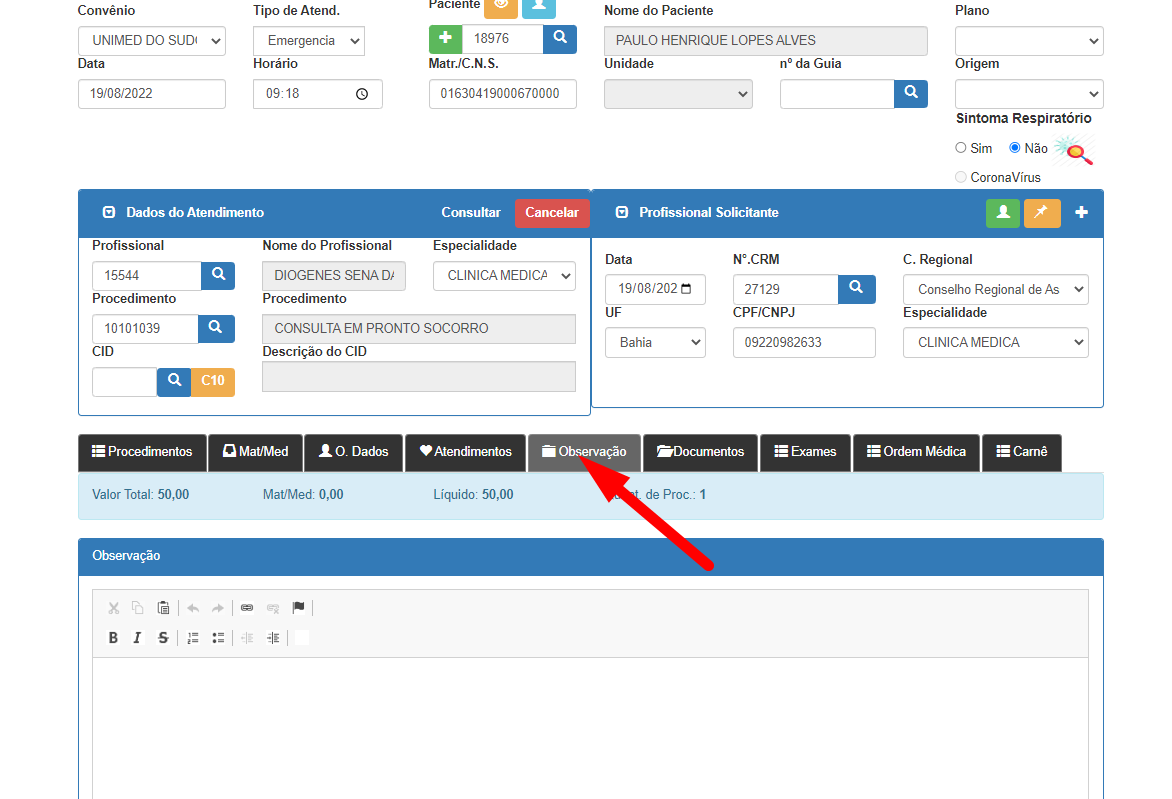 Convênio Tipo de Atend. Paciente Nome do Paciente Plano
UNIMED DO SUD Emergencia 18976 PAULO HENRIQUE LOPES ALVES
Data Horário Matr./C.N.S. Unidade nº da Guia Origem
19/08/2022 09:18 01630419000670000
Sintoma Respiratório
Sim Não
CoronaVírus
Dados do Atendimento Consultar Cancelar
Profissional Nome do Profissional Especialidade
15544 DIOGENES SENA DA CLINICA MEDICA
Procedimento Procedimento
10101039 CONSULTA EM PRONTO SOCORRO
CID Descrição do CID
C10
Profissional Solicitante
Data N°.CRM C. Regional
19/08/202 27129 Conselho Regional de As
UF CPF/CNPJ Especialidade
Bahia 09220982633 CLINICA MEDICA
Procedimentos Mat/Med O. Dados Atendimentos Observação Documentos Exames Ordem Médica Carnê
Valor Total: 50,00 Mat/Med: 0,00 Líquido: 50,00 de Proc.: 1
Observação
B I S